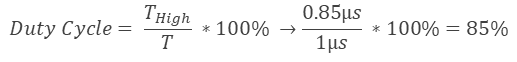 Duty Cycle = T_High / T * 100% → 0.85μs / 1μs * 100% = 85%